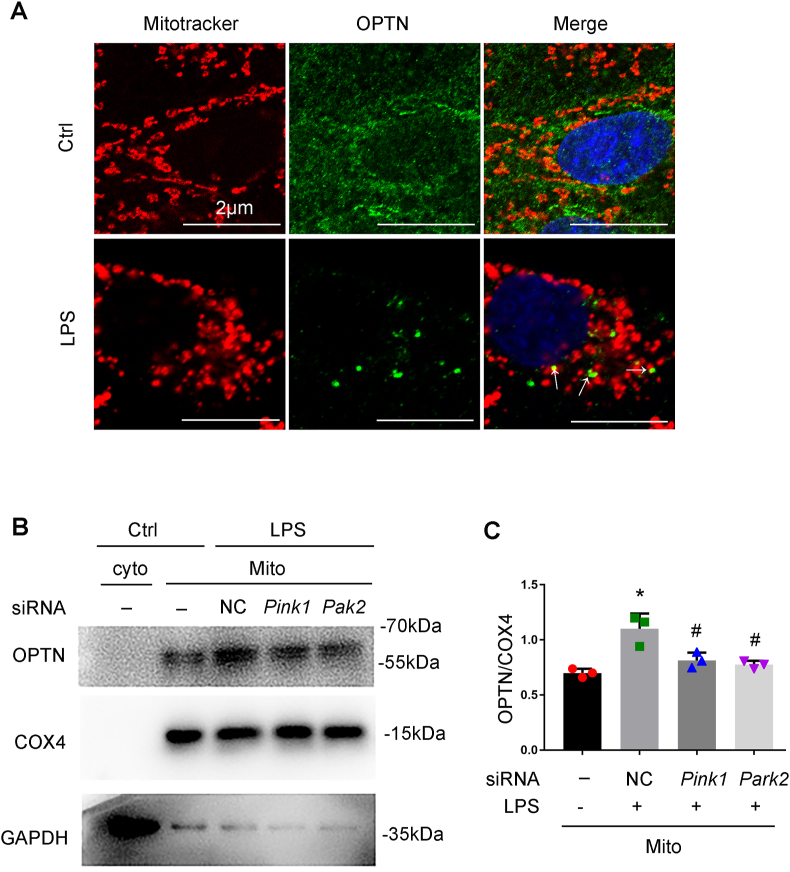 A
Mitotracker OPTN Merge
Ctrl
2μm
LPS
B
Ctrl LPS
cyto Mito
siRNA – – NC Pink1 Pak2
-70kDa
OPTN
-55kDa
COX4
-15kDa
GAPDH
-35kDa
C
OPTN/COX4
1.5
1.0
0.5
0.0
*
#
#
siRNA – NC Pink1 Park2
LPS - + + +
Mito